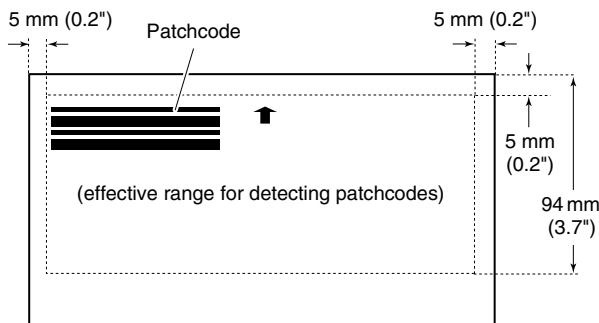 5 mm (0.2")
Patchcode
5 mm (0.2")
5 mm
(0.2")
(effective range for detecting patchcodes)
94 mm
(3.7")